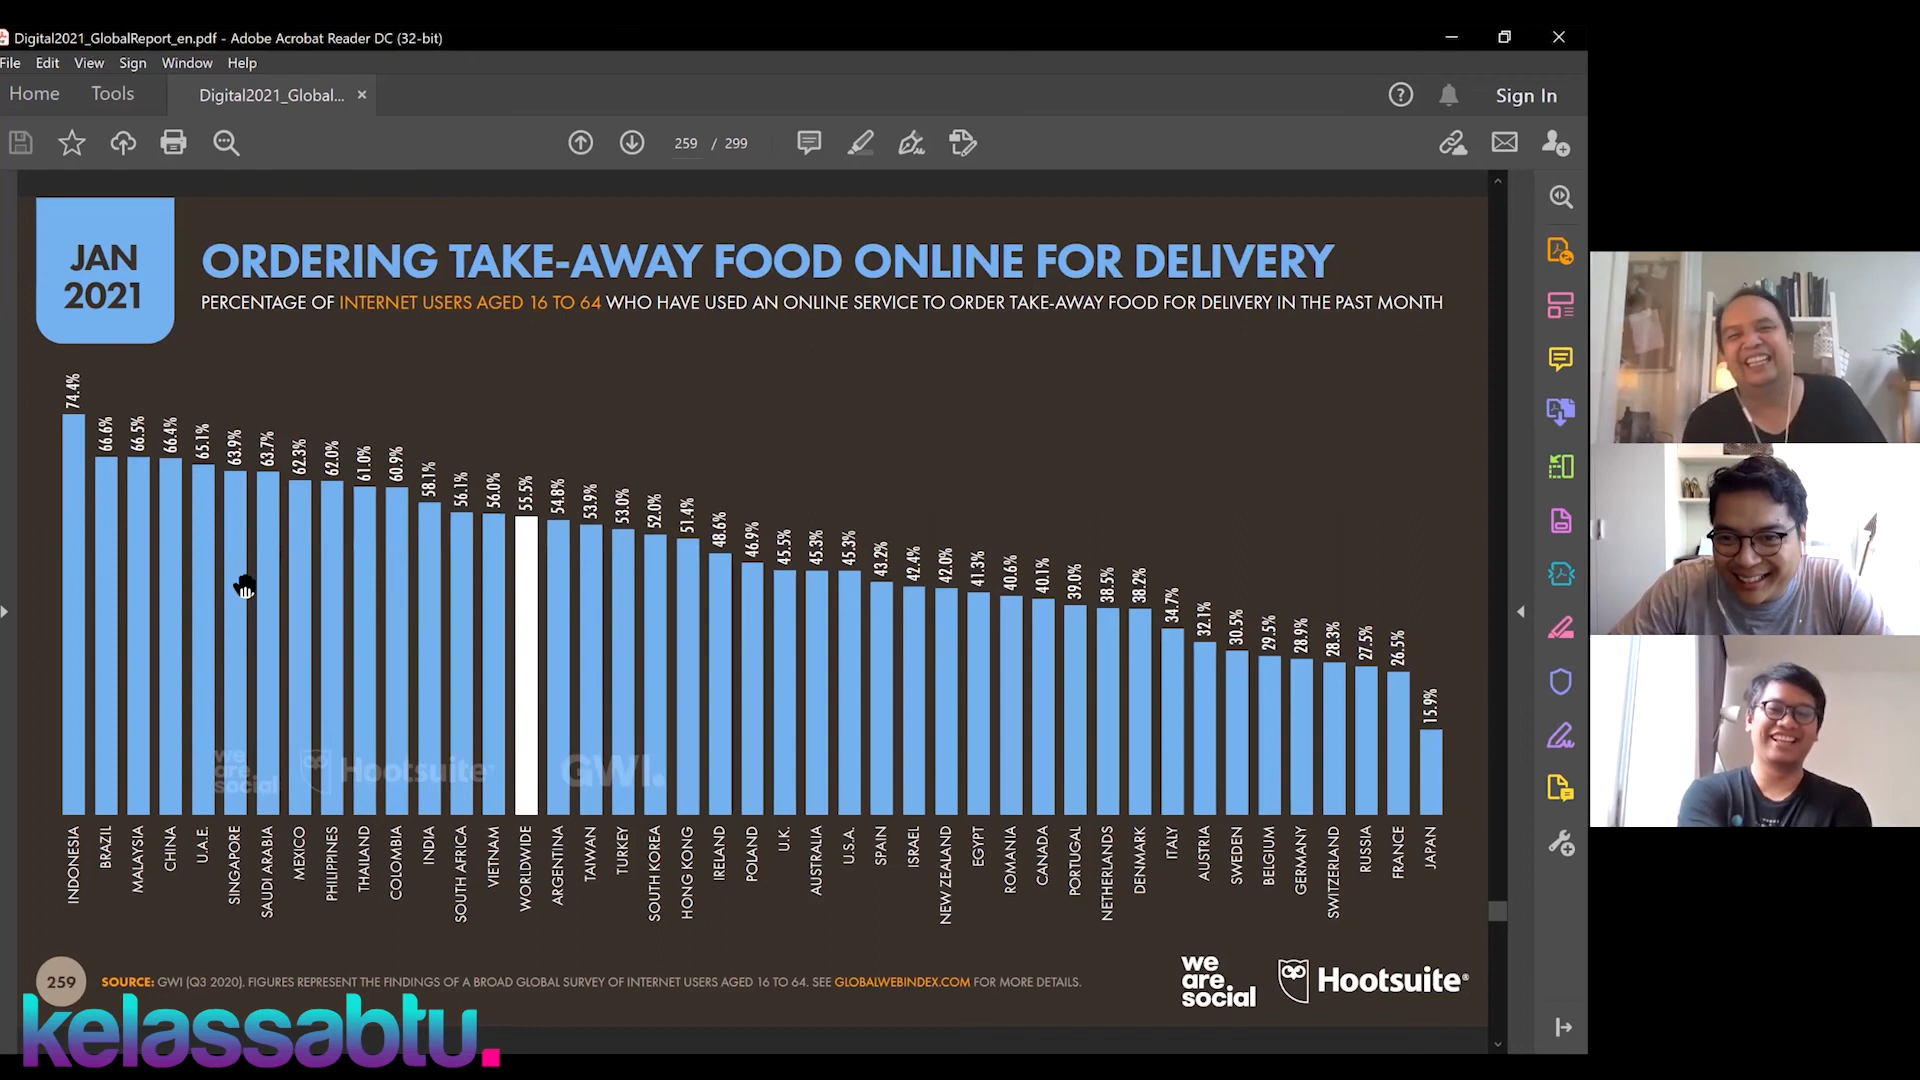 Digital2021_GlobalReport_en.pdf - Adobe Acrobat Reader DC (32-bit)
File Edit View Sign Window Help
Home Tools Digital2021_Global... ×
Sign In
259 / 299
JAN
2021
ORDERING TAKE-AWAY FOOD ONLINE FOR DELIVERY
PERCENTAGE OF INTERNET USERS AGED 16 TO 64 WHO HAVE USED AN ONLINE SERVICE TO ORDER TAKE-AWAY FOOD FOR DELIVERY IN THE PAST MONTH
74.4% 66.6% 66.5% 66.4% 65.1% 63.9% 63.7% 62.3% 62.0% 61.0% 60.9% 58.1% 56.1% 56.0% 55.5% 54.8% 53.9% 53.0% 52.0% 51.4% 48.6% 46.9% 45.5% 45.3% 45.3% 43.2% 42.4% 42.0% 41.3% 40.6% 40.1% 39.0% 38.5% 38.2% 34.7% 32.1% 30.5% 29.5% 28.9% 28.3% 27.5% 26.5% 15.9%
we are social Hootsuite GWI.
INDONESIA BRAZIL MALAYSIA CHINA U.A.E. SINGAPORE SAUDI ARABIA MEXICO PHILIPPINES THAILAND COLOMBIA INDIA SOUTH AFRICA VIETNAM WORLDWIDE ARGENTINA TAIWAN TURKEY SOUTH KOREA HONG KONG IRELAND POLAND U.K. AUSTRALIA U.S.A. SPAIN ISRAEL NEW ZEALAND EGYPT ROMANIA CANADA PORTUGAL NETHERLANDS DENMARK ITALY AUSTRIA SWEDEN BELGIUM GERMANY SWITZERLAND RUSSIA FRANCE JAPAN
259
SOURCE: GWI (Q3 2020). FIGURES REPRESENT THE FINDINGS OF A BROAD GLOBAL SURVEY OF INTERNET USERS AGED 16 TO 64. SEE GLOBALWEBINDEX.COM FOR MORE DETAILS.
we
are
social
Hootsuite®
kelassabtu.